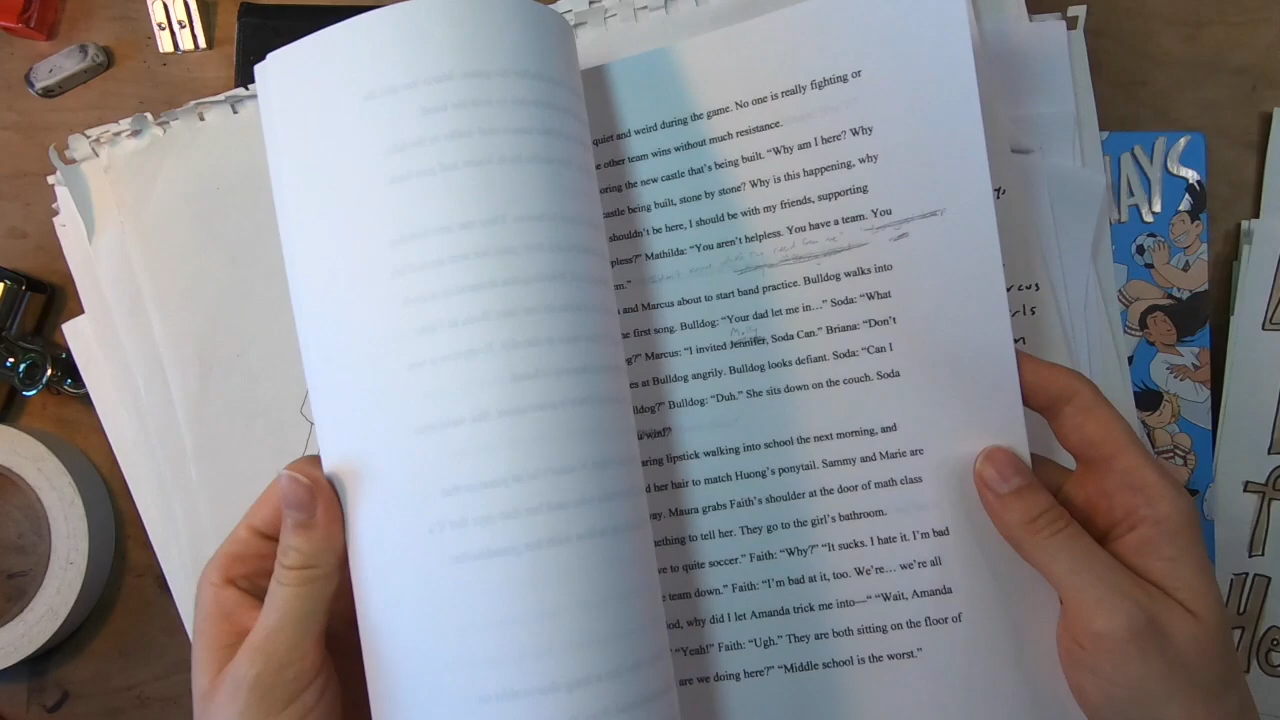 quiet and weird during the game. No one is really fighting or
e other team wins without much resistance.
oring the new castle that's being built. “Why am I here? Why
castle being built, stone by stone? Why is this happening, why
shouldn't be here, I should be with my friends, supporting
pless?” Mathilda: “You aren't helpless. You have a team. You
m.”
and Marcus about to start band practice. Bulldog walks into
e first song. Bulldog: “Your dad let me in…” Soda: “What
Molly
g?” Marcus: “I invited Jennifer, Soda Can.” Briana: “Don't
es at Bulldog angrily. Bulldog looks defiant. Soda: “Can I
lldog?” Bulldog: “Duh.” She sits down on the couch. Soda
u win!?
aring lipstick walking into school the next morning, and
d her hair to match Huong's ponytail. Sammy and Marie are
way. Maura grabs Faith's shoulder at the door of math class
mething to tell her. They go to the girl's bathroom.
ve to quite soccer.” Faith: “Why?” “It sucks. I hate it. I'm bad
e team down.” Faith: “I'm bad at it, too. We're… we're all
od, why did I let Amanda trick me into—“ “Wait, Amanda
“Yeah!” Faith: “Ugh.” They are both sitting on the floor of
are we doing here?” “Middle school is the worst.”
AYS
rcus
rls
f
He